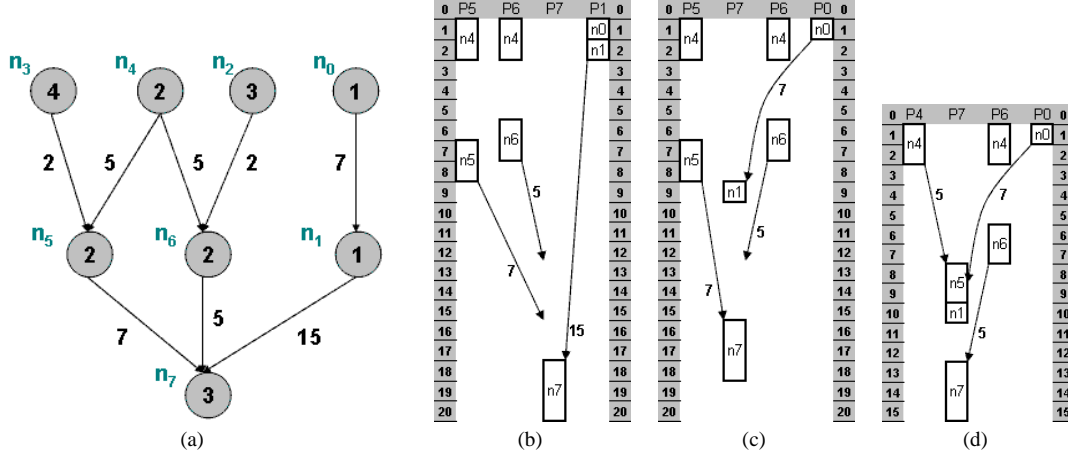 n3 n4 n2 n0
4 2 3 1
2 5 5 2 7
n5 n6 n1
2 2 1
7 5 15
n7
3
(a)
0 P5 P6 P7 P1 0
1 n4 n4 n0 1
2 n1 2
3 3
4 4
5 5
6 n6 6
7 n5 7
8 5 8
9 9
10 10
11 11
12 12
13 7 13
14 14
15 15
16 15 16
17 17
18 18
19 n7 19
20 20
(b)
0 P5 P7 P6 P0 0
1 n4 n4 n0 1
2 2
3 3
4 7 4
5 5
6 n6 6
7 n5 7
8 8
9 n1 9
10 10
11 5 11
12 12
13 13
14 7 14
15 15
16 16
17 n7 17
18 18
19 19
20 20
(c)
0 P4 P7 P6 P0 0
1 n4 n4 n0 1
2 2
3 3
4 5 7 4
5 5
6 n6 6
7 7
8 n5 8
9 9
10 n1 10
11 5 11
12 12
13 13
14 n7 14
15 15
(d)